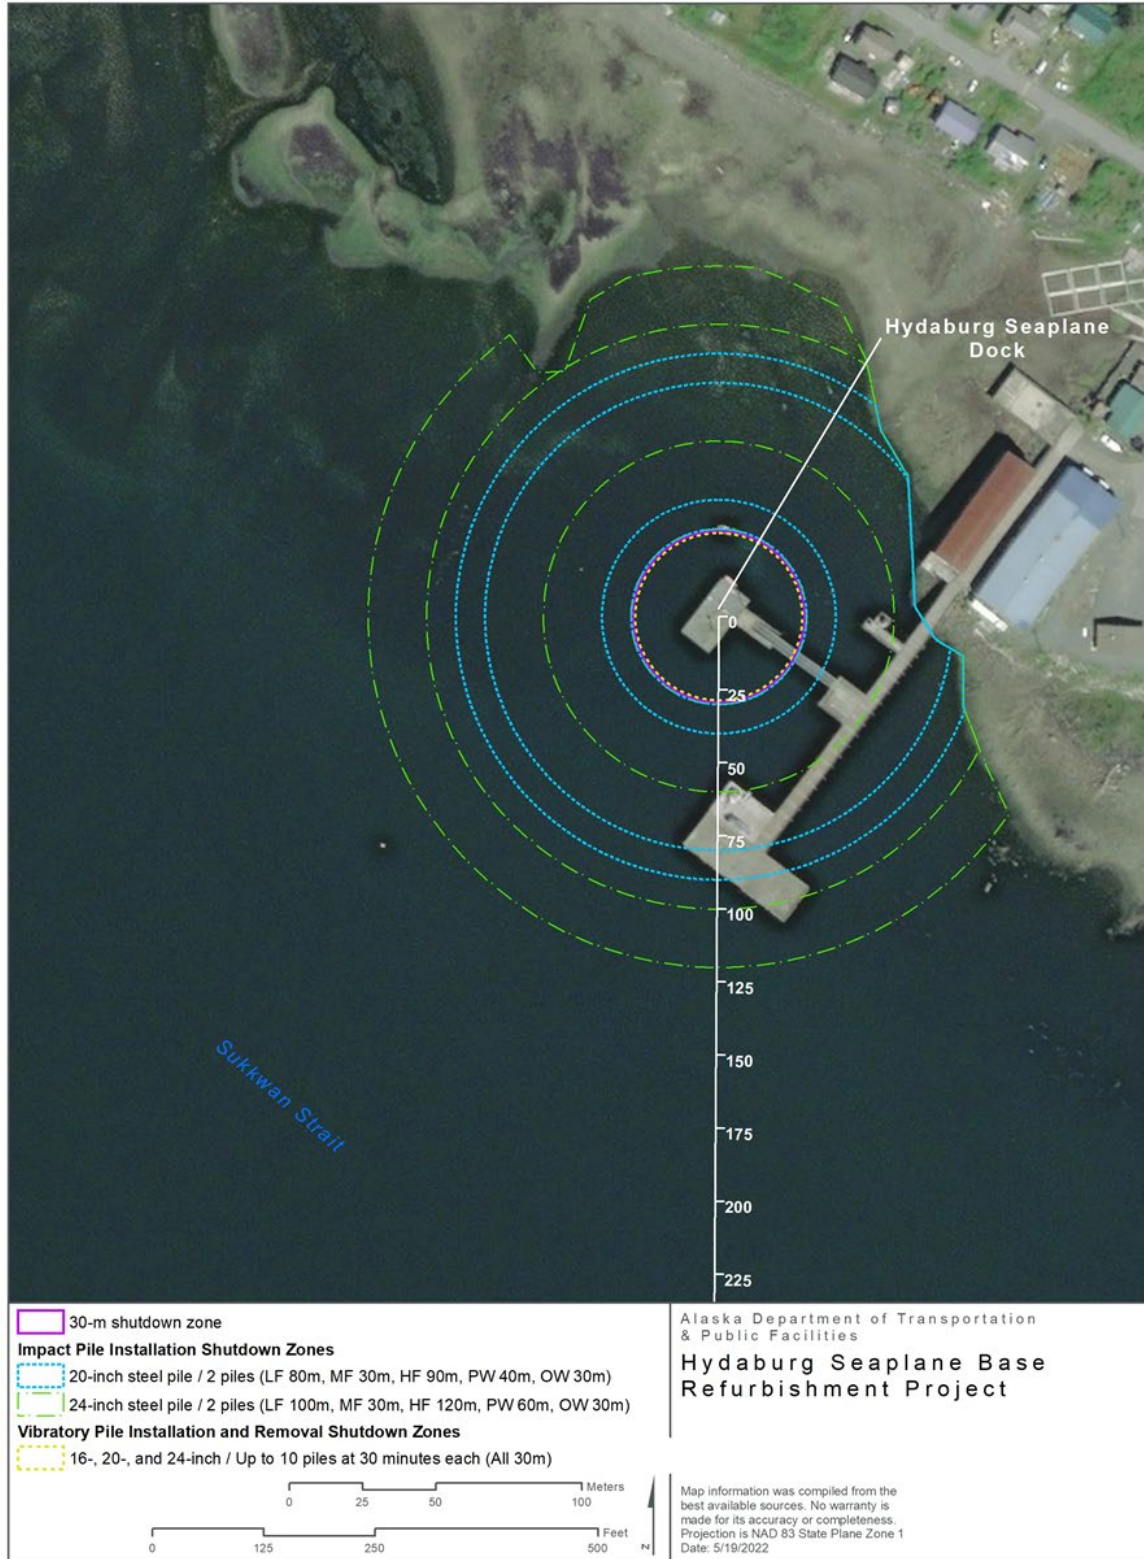 Hydaburg Seaplane
Dock
0
25
50
75
100
125
150
175
200
225
Sukkwan Strait
30-m shutdown zone
Impact Pile Installation Shutdown Zones
20-inch steel pile / 2 piles (LF 80m, MF 30m, HF 90m, PW 40m, OW 30m)
24-inch steel pile / 2 piles (LF 100m, MF 30m, HF 120m, PW 60m, OW 30m)
Vibratory Pile Installation and Removal Shutdown Zones
16-, 20-, and 24-inch / Up to 10 piles at 30 minutes each (All 30m)
Meters
0 25 50 100
Feet
0 125 250 500
N
Alaska Department of Transportation
& Public Facilities
Hydaburg Seaplane Base
Refurbishment Project
Map information was compiled from the
best available sources. No warranty is
made for its accuracy or completeness.
Projection is NAD 83 State Plane Zone 1
Date: 5/19/2022